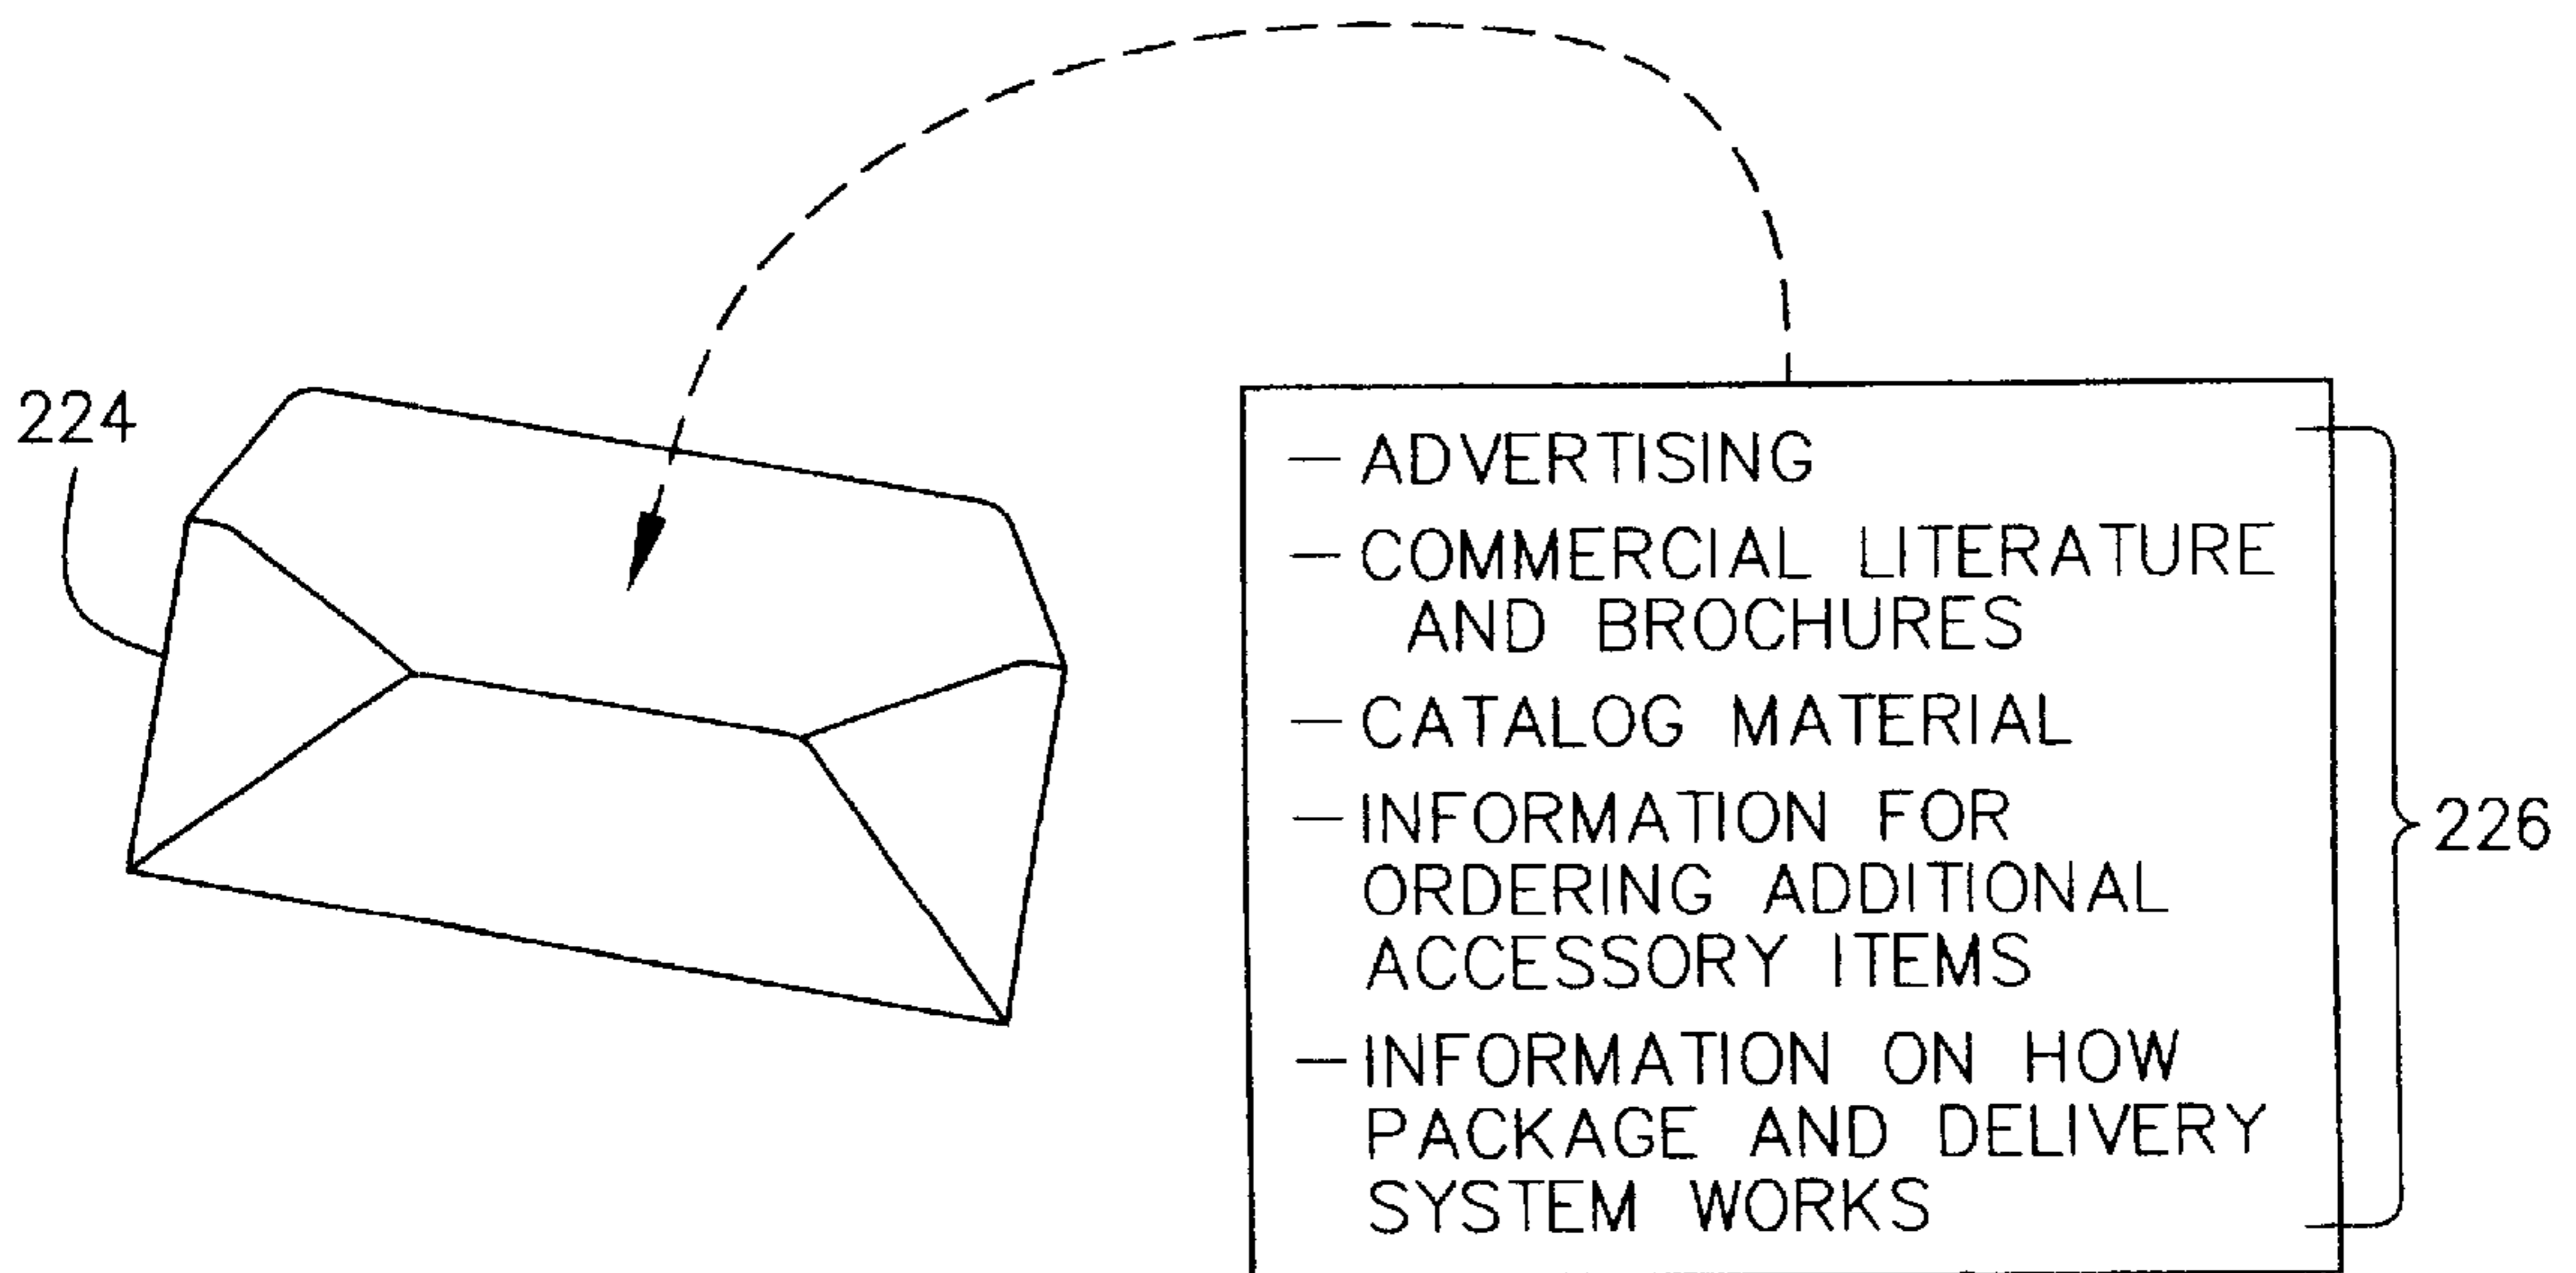 224
— ADVERTISING
— COMMERCIAL LITERATURE
AND BROCHURES
— CATALOG MATERIAL
— INFORMATION FOR
ORDERING ADDITIONAL
ACCESSORY ITEMS
— INFORMATION ON HOW
PACKAGE AND DELIVERY
SYSTEM WORKS
226